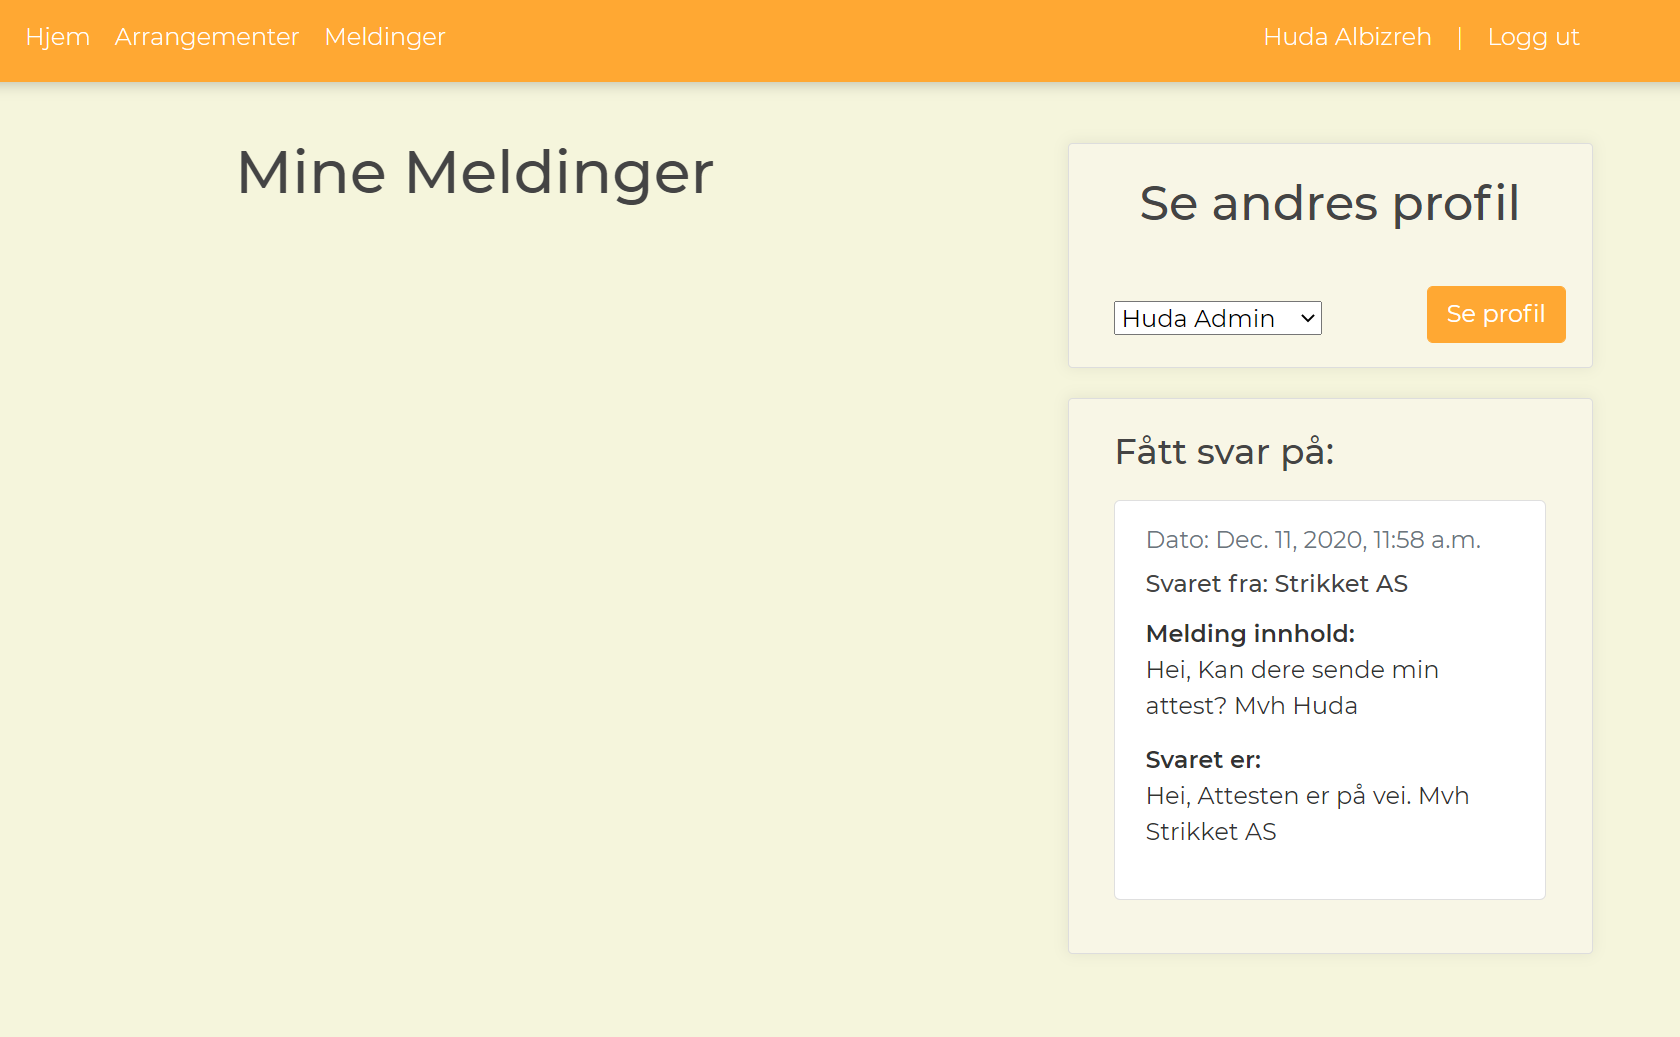 Hjem Arrangementer Meldinger Huda Albizreh | Logg ut
Mine Meldinger
Se andres profil
Huda Admin
Se profil
Fått svar på:
Dato: Dec. 11, 2020, 11:58 a.m.
Svaret fra: Strikket AS
Melding innhold:
Hei, Kan dere sende min
attest? Mvh Huda
Svaret er:
Hei, Attesten er på vei. Mvh
Strikket AS